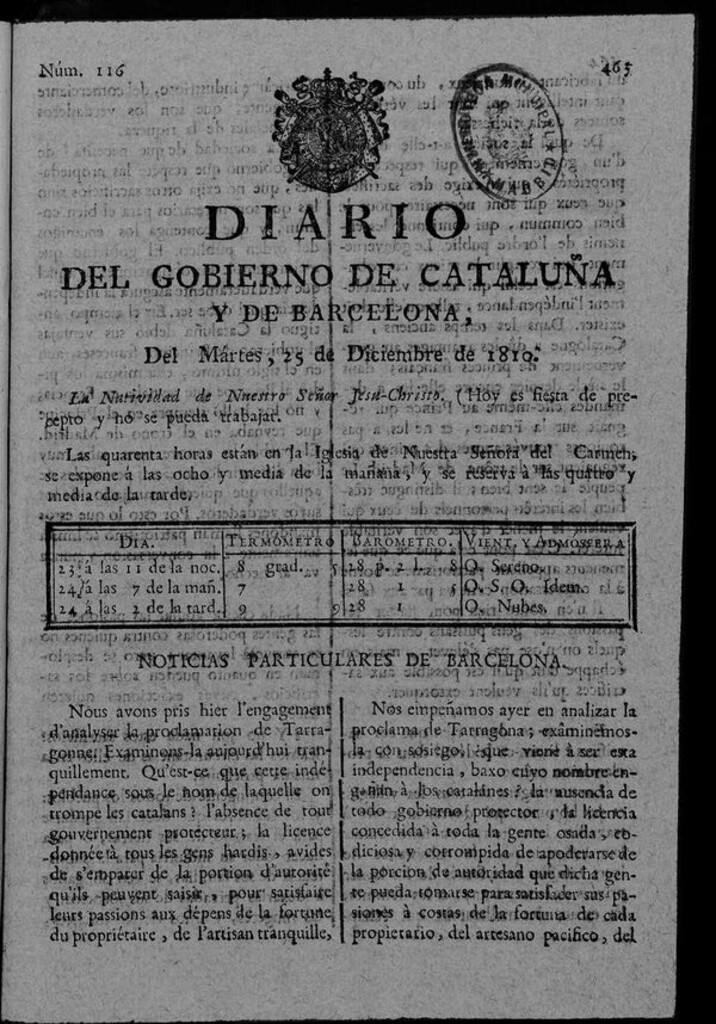 Núm. 116
465
DIARIO
DEL GOBIERNO DE CATALUÑA
Y DE BARCELONA;
Del Mártes, 25 de Diciembre de 1810.
La Natividad de Nuestro Señor Jesu-Christo. (Hoy es fiesta de pre-
cepto y no se pueda trabajar.
Las quarenta horas están en la Iglesia de Nuestra Señora del Carmen,
se expone á las ocho y media de la mañana, y se reserva á las quatro y
media de la tarde.
DIA. TERMOMETRO BAROMETRO. VIENT. Y ADMOSFERA
23 á las 11 de la noc. 8 grad. 5 28 p. 2 l. 8 O. Sereno.
24 á las 7 de la mañ. 7 28 1 5 O. S. O. Idem.
24 á las 2 de la tard. 9 9 28 1 O. Nubes.
NOTICIAS PARTICULARES DE BARCELONA.
Nous avons pris hier l'engagement
d'analyser la proclamation de Tarra-
gonne. Examinons-la aujourd'hui tran-
quillement. Qu'est-ce que cette indé-
pendance, sous le nom de laquelle on
trompe les catalans? l'absence de tout
gouvernement protecteur; la licence
donnée á tous les gens hardis, avides
de s'emparer de la portion d'autorité
qu'ils peuvent saisir, pour satisfaire
leurs passions aux dépens de la fortune
du propriétaire, de l'artisan tranquille,
Nos empeñamos ayer en analizar la
proclama de Tarragona; examinémos-
la con sosiego. ¿que viene á ser esta
independencia, baxo cuyo nombre en-
gañan á los catalanes? la ausencia de
todo gobierno protector, la licencia
concedida á toda la gente osada, co-
diciosa y corrompida de apoderarse de
la porcion de autoridad que dicha gen-
te pueda tomarse para satisfacer sus pa-
siones à costas de la fortuna de cada
propietario, del artesano pacifico, del